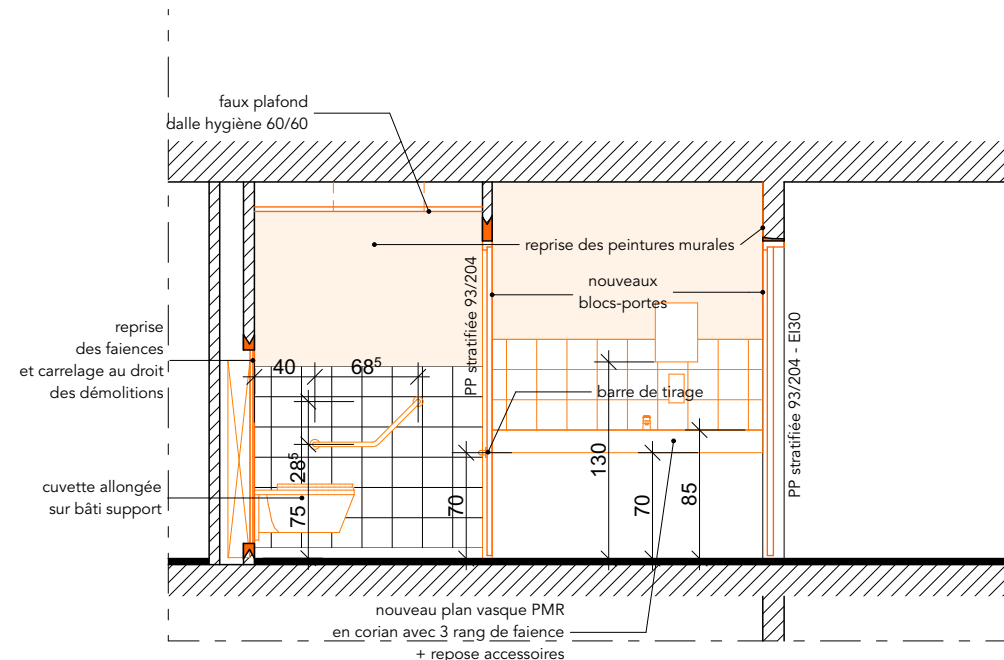 faux plafond
dalle hygiène 60/60
reprise des peintures murales
nouveaux
blocs-portes
PP stratifiée 93/204
PP stratifiée 93/204 - EI30
reprise
des faiences
et carrelage au droit
des démolitions
40
68⁵
barre de tirage
28⁵
75
70
130
70
85
cuvette allongée
sur bâti support
nouveau plan vasque PMR
en corian avec 3 rang de faience
+ repose accessoires